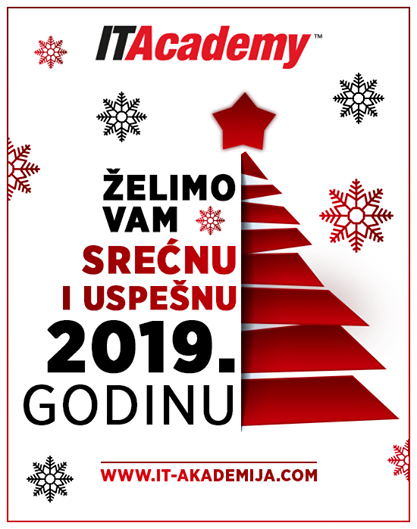 ITAcademy™
ŽELIMO
VAM
SREĆNU
I USPEŠNU
2019.
GODINU
WWW.IT-AKADEMIJA.COM